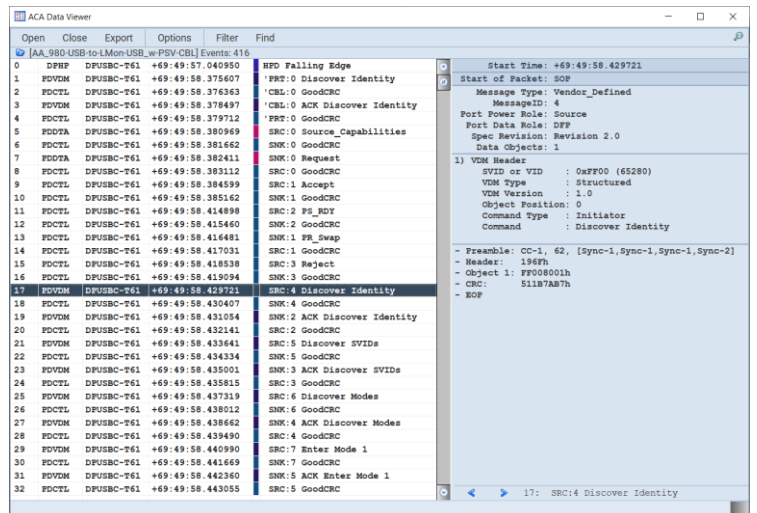 ACA Data Viewer
Open Close Export Options Filter Find
[AA_980-USB-to-LMon-USB_w-PSV-CBL] Events: 416
0 DPHP DPUSBC-T61 +69:49:57.040950 HPD Falling Edge
1 PDVDM DPUSBC-T61 +69:49:58.375607 'PRT:0 Discover Identity
2 PDCTL DPUSBC-T61 +69:49:58.376363 'CBL:0 GoodCRC
3 PDVDM DPUSBC-T61 +69:49:58.378497 'CBL:0 ACK Discover Identity
4 PDCTL DPUSBC-T61 +69:49:58.379712 'PRT:0 GoodCRC
5 PDDTA DPUSBC-T61 +69:49:58.380969 SRC:0 Source_Capabilities
6 PDCTL DPUSBC-T61 +69:49:58.381662 SNK:0 GoodCRC
7 PDDTA DPUSBC-T61 +69:49:58.382411 SNK:0 Request
8 PDCTL DPUSBC-T61 +69:49:58.383112 SRC:0 GoodCRC
9 PDCTL DPUSBC-T61 +69:49:58.384599 SRC:1 Accept
10 PDCTL DPUSBC-T61 +69:49:58.385162 SNK:1 GoodCRC
11 PDCTL DPUSBC-T61 +69:49:58.414898 SRC:2 PS_RDY
12 PDCTL DPUSBC-T61 +69:49:58.415460 SNK:2 GoodCRC
13 PDCTL DPUSBC-T61 +69:49:58.416481 SNK:1 PR_Swap
14 PDCTL DPUSBC-T61 +69:49:58.417031 SRC:1 GoodCRC
15 PDCTL DPUSBC-T61 +69:49:58.418538 SRC:3 Reject
16 PDCTL DPUSBC-T61 +69:49:58.419094 SNK:3 GoodCRC
17 PDVDM DPUSBC-T61 +69:49:58.429721 SRC:4 Discover Identity
18 PDCTL DPUSBC-T61 +69:49:58.430407 SNK:4 GoodCRC
19 PDVDM DPUSBC-T61 +69:49:58.431054 SNK:2 ACK Discover Identity
20 PDCTL DPUSBC-T61 +69:49:58.432141 SRC:2 GoodCRC
21 PDVDM DPUSBC-T61 +69:49:58.433641 SRC:5 Discover SVIDs
22 PDCTL DPUSBC-T61 +69:49:58.434334 SNK:5 GoodCRC
23 PDVDM DPUSBC-T61 +69:49:58.435001 SNK:3 ACK Discover SVIDs
24 PDCTL DPUSBC-T61 +69:49:58.435815 SRC:3 GoodCRC
25 PDVDM DPUSBC-T61 +69:49:58.437319 SRC:6 Discover Modes
26 PDCTL DPUSBC-T61 +69:49:58.438012 SNK:6 GoodCRC
27 PDVDM DPUSBC-T61 +69:49:58.438662 SNK:4 ACK Discover Modes
28 PDCTL DPUSBC-T61 +69:49:58.439490 SRC:4 GoodCRC
29 PDVDM DPUSBC-T61 +69:49:58.440990 SRC:7 Enter Mode 1
30 PDCTL DPUSBC-T61 +69:49:58.441669 SNK:7 GoodCRC
31 PDVDM DPUSBC-T61 +69:49:58.442360 SNK:5 ACK Enter Mode 1
32 PDCTL DPUSBC-T61 +69:49:58.443055 SRC:5 GoodCRC
Start Time: +69:49:58.429721
Start of Packet: SOP
Message Type: Vendor_Defined
MessageID: 4
Port Power Role: Source
Port Data Role: DFP
Spec Revision: Revision 2.0
Data Objects: 1
1) VDM Header
SVID or VID : 0xFF00 (65280)
VDM Type : Structured
VDM Version : 1.0
Object Position: 0
Command Type : Initiator
Command : Discover Identity
- Preamble: CC-1, 62, [Sync-1,Sync-1,Sync-1,Sync-2]
- Header: 196Fh
- Object 1: FF008001h
- CRC: 511B7AB7h
- EOP
17: SRC:4 Discover Identity